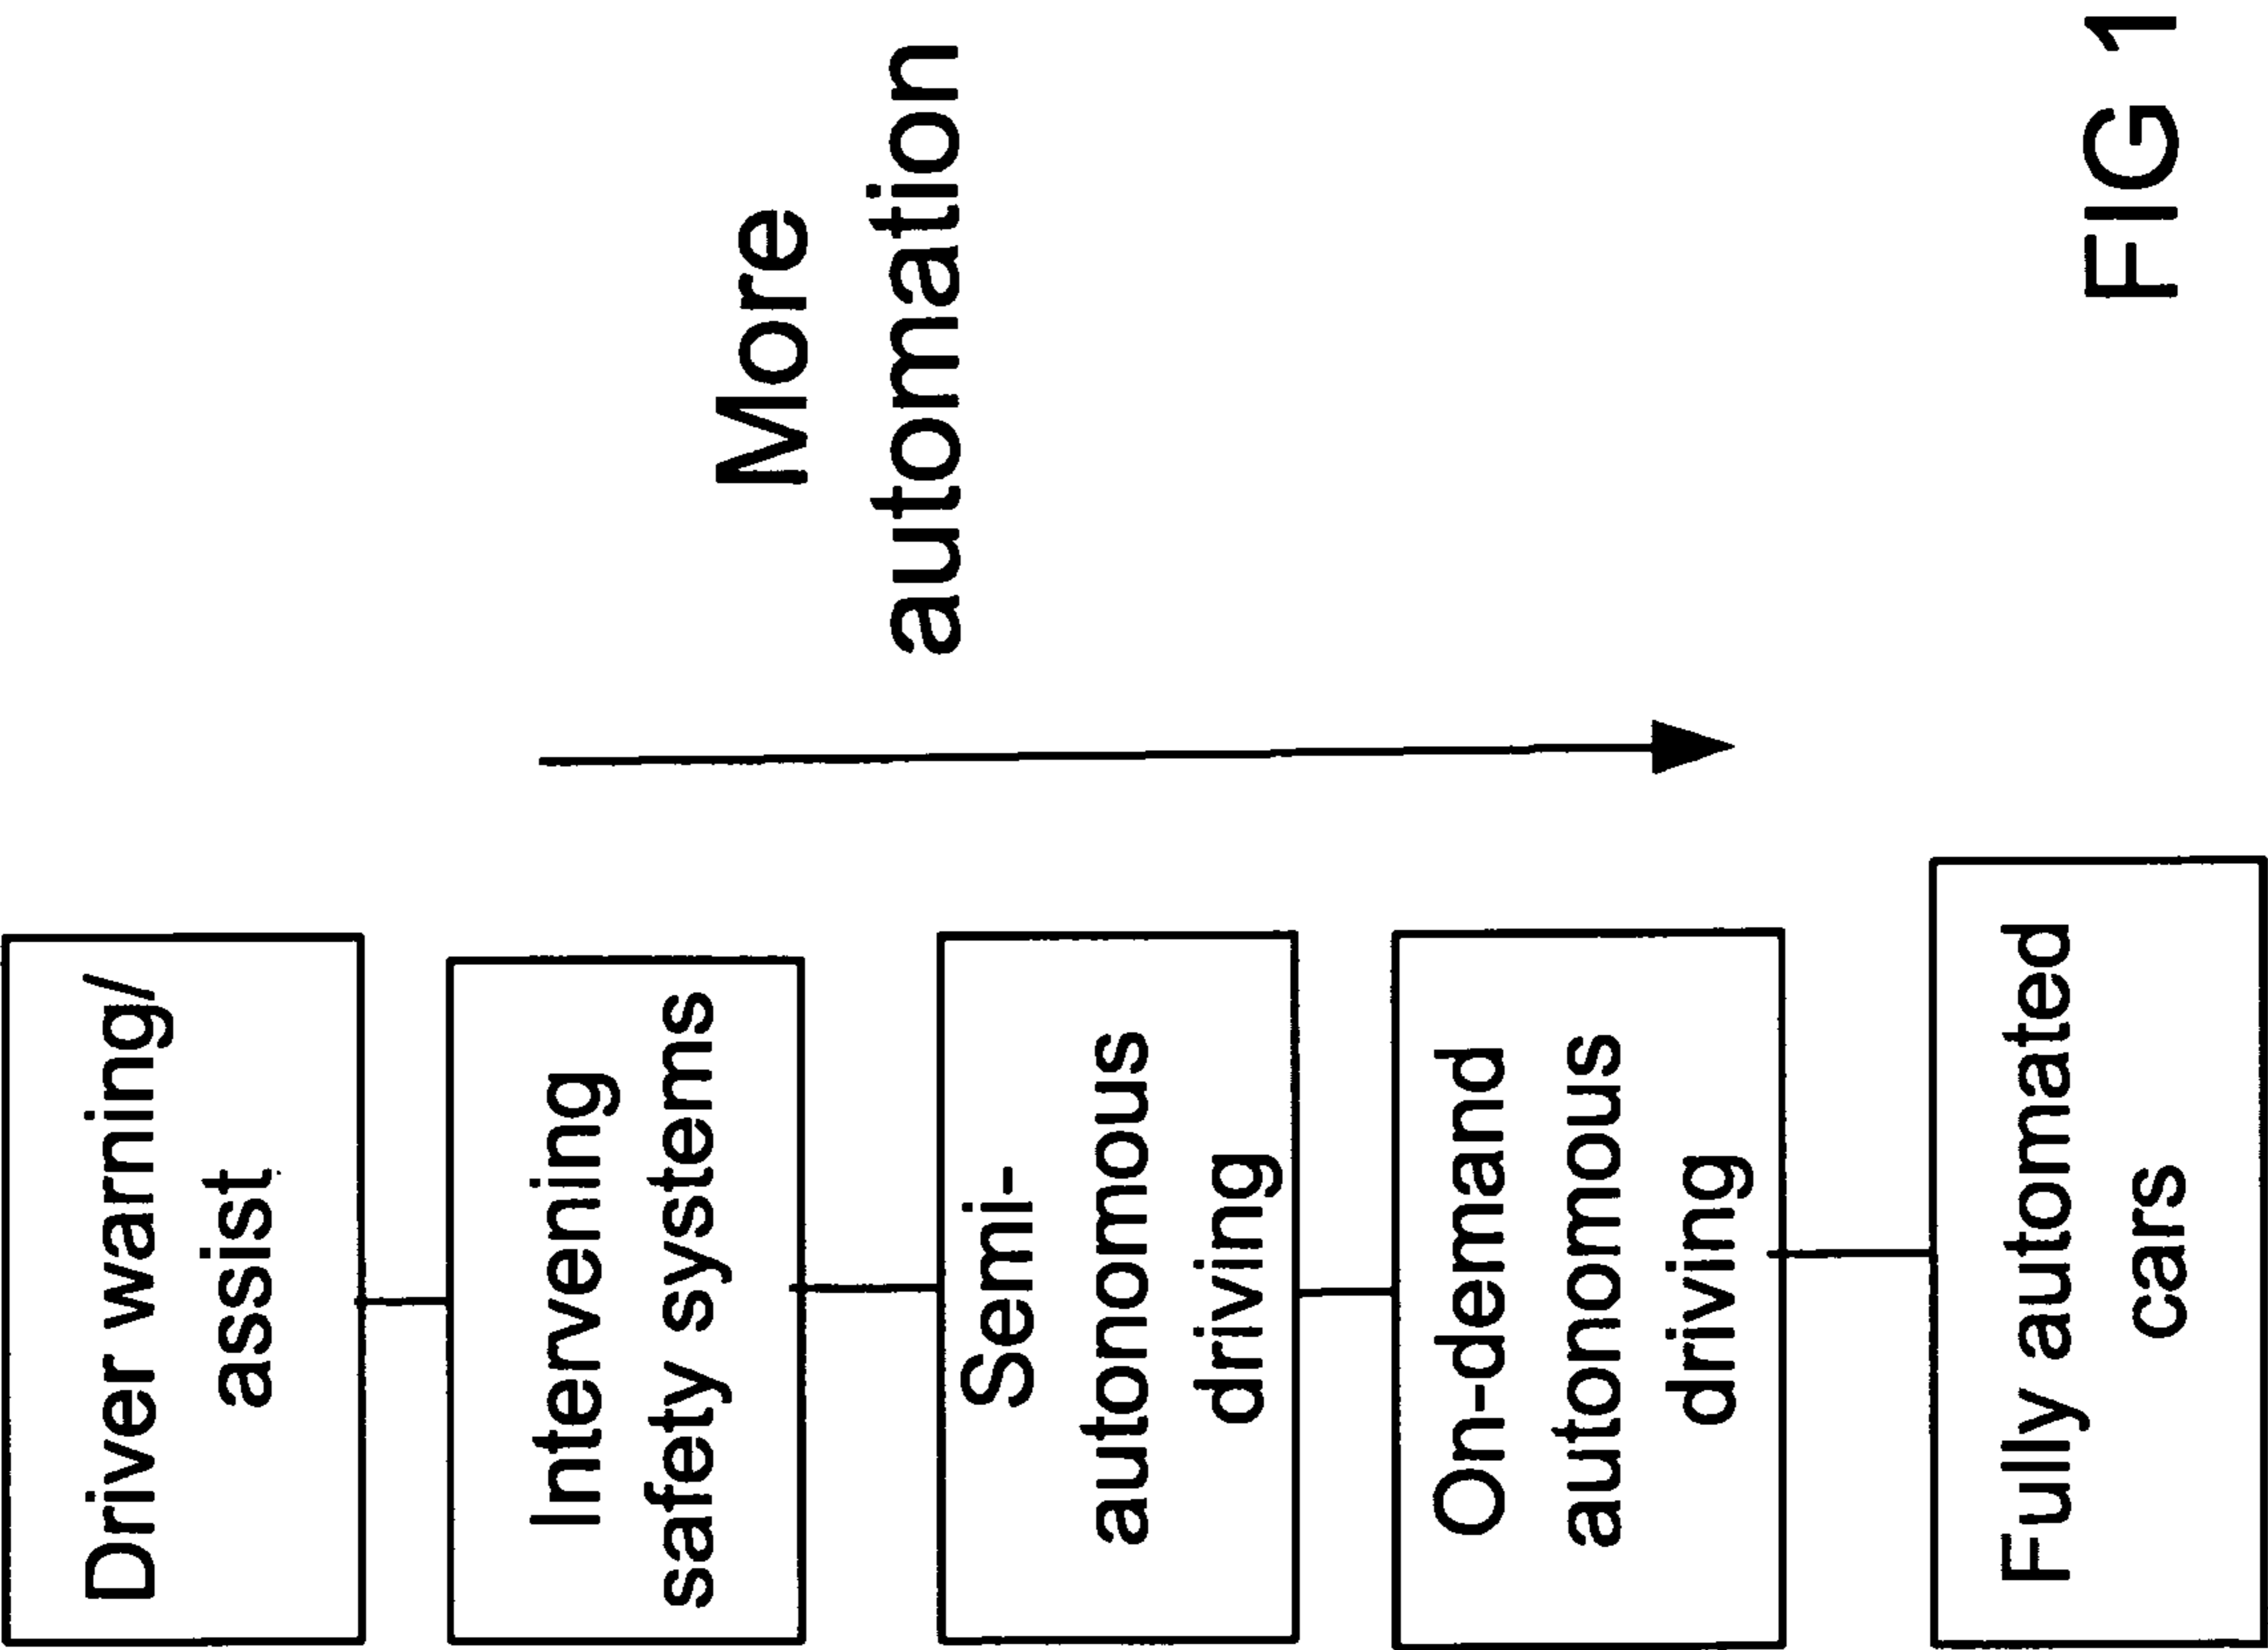 Driver warning/
assist
Intervening
safety systems
Semi-
autonomous
driving
On-demand
autonomous
driving
Fully automated
cars
More
automation
FIG 1